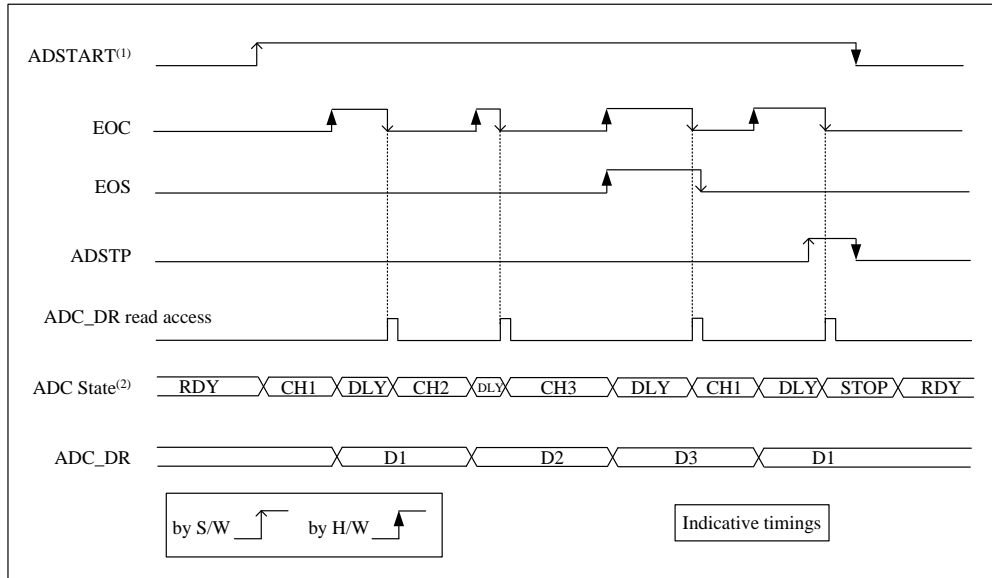 ADSTART(1)
EOC
EOS
ADSTP
ADC_DR read access
ADC State(2) RDY CH1 DLY CH2 DLY CH3 DLY CH1 DLY STOP RDY
ADC_DR D1 D2 D3 D1
by S/W by H/W
Indicative timings